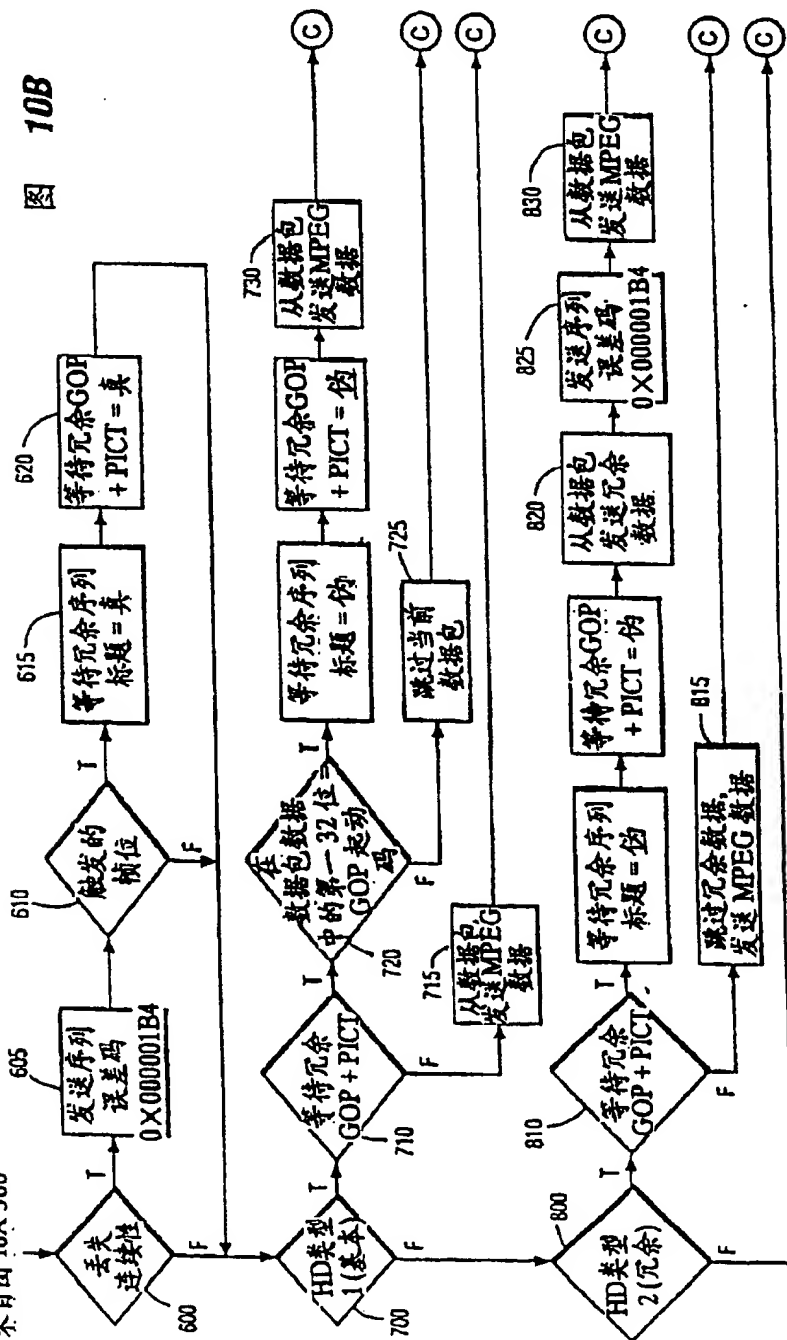 图 10B
来自图 10A 500
丢失
连续性
600
T
F
605
发送序列
误差码
0X000001B4
610
触发的
帧位
T
F
615
等待冗余序列
标题=真
620
等待冗余GOP
+PICT=真
HD类型
1(基本)
700
T
F
等待冗余
GOP+PICT
710
T
F
715
从数据包,
发送MPEG
数据
在
数据包数据
中的第一32位=
GOP起动
码
720
T
F
725
跳过当前
数据包
等待冗余序列
标题=伪
等待冗余GOP
+PICT=伪
730
从数据包
发送MPEG
数据
C
C
C
HD类型
2(冗余)
800
T
F
等待冗余
GOP+PICT
810
T
F
815
跳过冗余数据,
发送MPEG数据
等待冗余序列
标题=伪
等待冗余GOP
+PICT=伪
820
从数据包
发送冗余
数据
825
发送序列
误差码
0X000001B4
830
从数据包
发送MPEG
数据
C
C
C